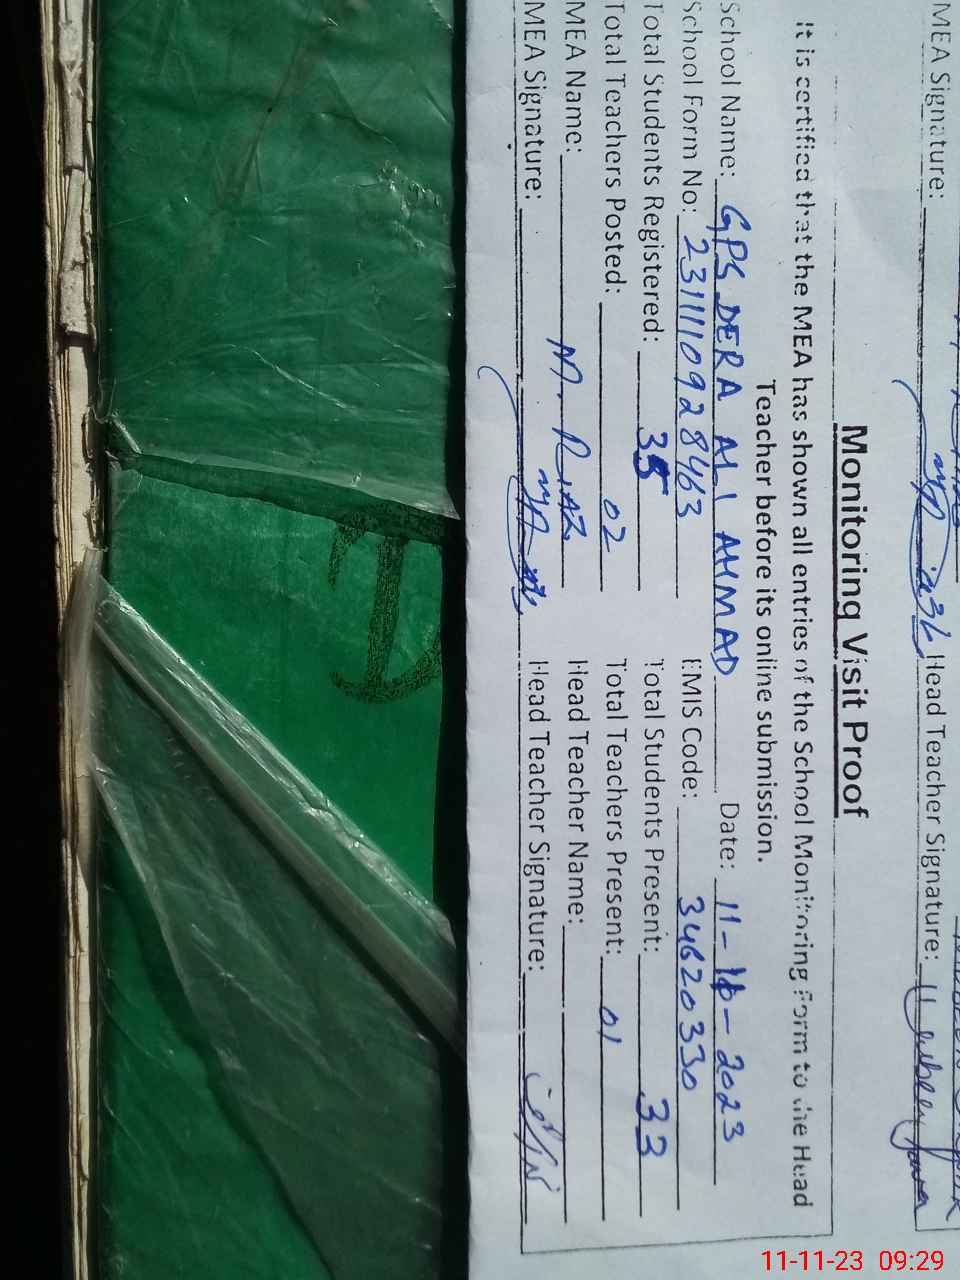 MEA Signature: Head Teacher Signature:
Monitoring Visit Proof
It is certified that the MEA has shown all entries of the School Monitoring Form to the Head
Teacher before its online submission.
School Name: GPS DERA ALI AHMAD Date: 11-11-2023
School Form No: 2311110928463 EMIS Code: 34620330
Total Students Registered: 35 Total Students Present: 33
Total Teachers Posted: 02 Total Teachers Present: 01
MEA Name: M. RIAZ Head Teacher Name:
MEA Signature: Head Teacher Signature:
11-11-23 09:29